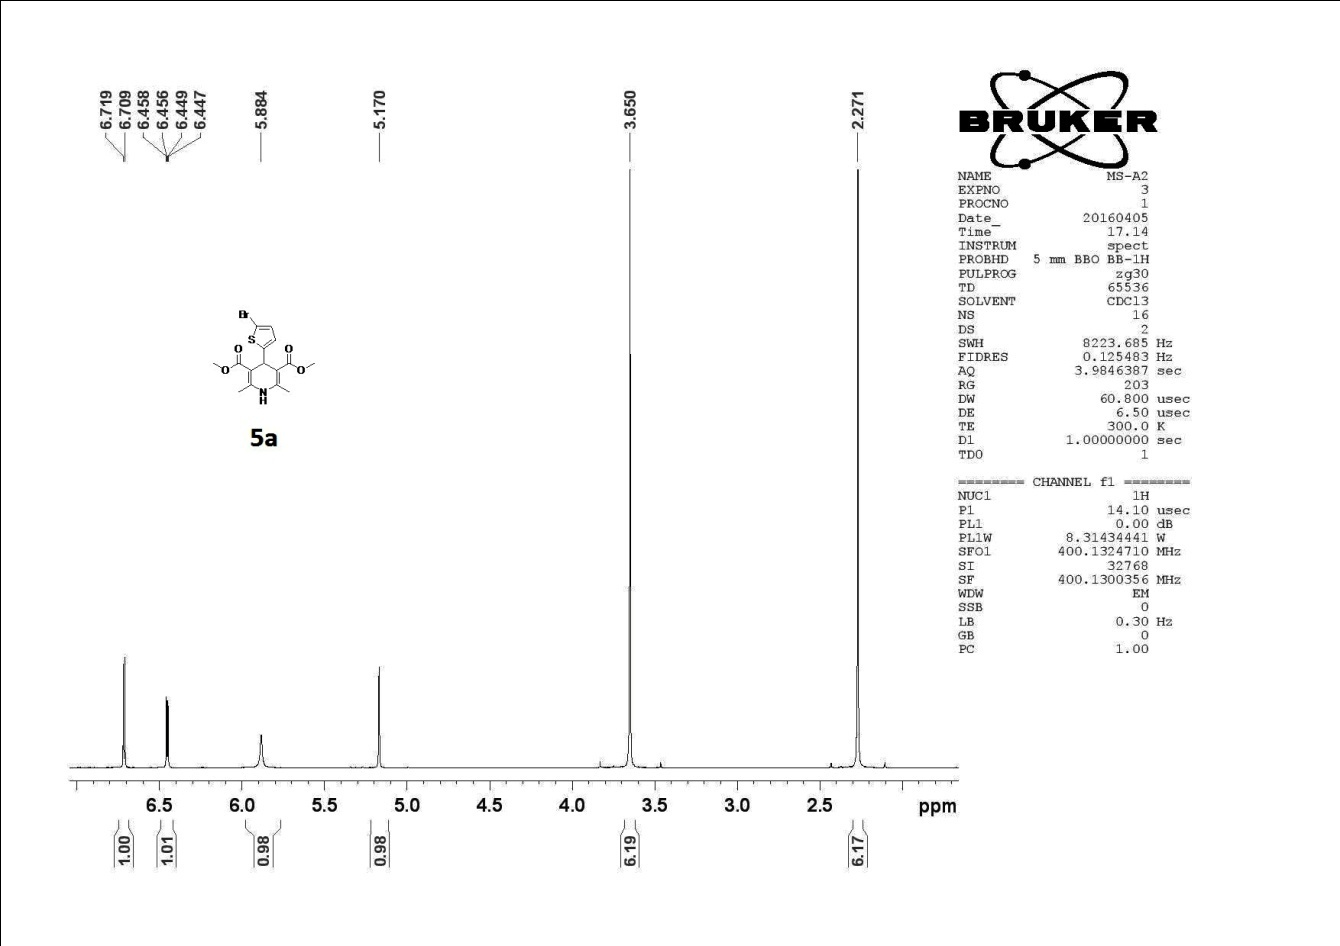 6.719
6.709
6.458
6.456
6.449
6.447
5.884
5.170
3.650
2.271
BRUKER
NAME MS-A2
EXPNO 3
PROCNO 1
Date_ 20160405
Time 17.14
INSTRUM spect
PROBHD 5 mm BBO BB-1H
PULPROG zg30
TD 65536
SOLVENT CDCl3
NS 16
DS 2
SWH 8223.685 Hz
FIDRES 0.125483 Hz
AQ 3.9846387 sec
RG 203
DW 60.800 usec
DE 6.50 usec
TE 300.0 K
D1 1.00000000 sec
TD0 1
======== CHANNEL f1 ========
NUC1 1H
P1 14.10 usec
PL1 0.00 dB
PL1W 8.31434441 W
SFO1 400.1324710 MHz
SI 32768
SF 400.1300356 MHz
WDW EM
SSB 0
LB 0.30 Hz
GB 0
PC 1.00
Br
S
O O
O O
N
H
5a
6.5 6.0 5.5 5.0 4.5 4.0 3.5 3.0 2.5 ppm
1.00
1.01
0.98
0.98
6.19
6.17